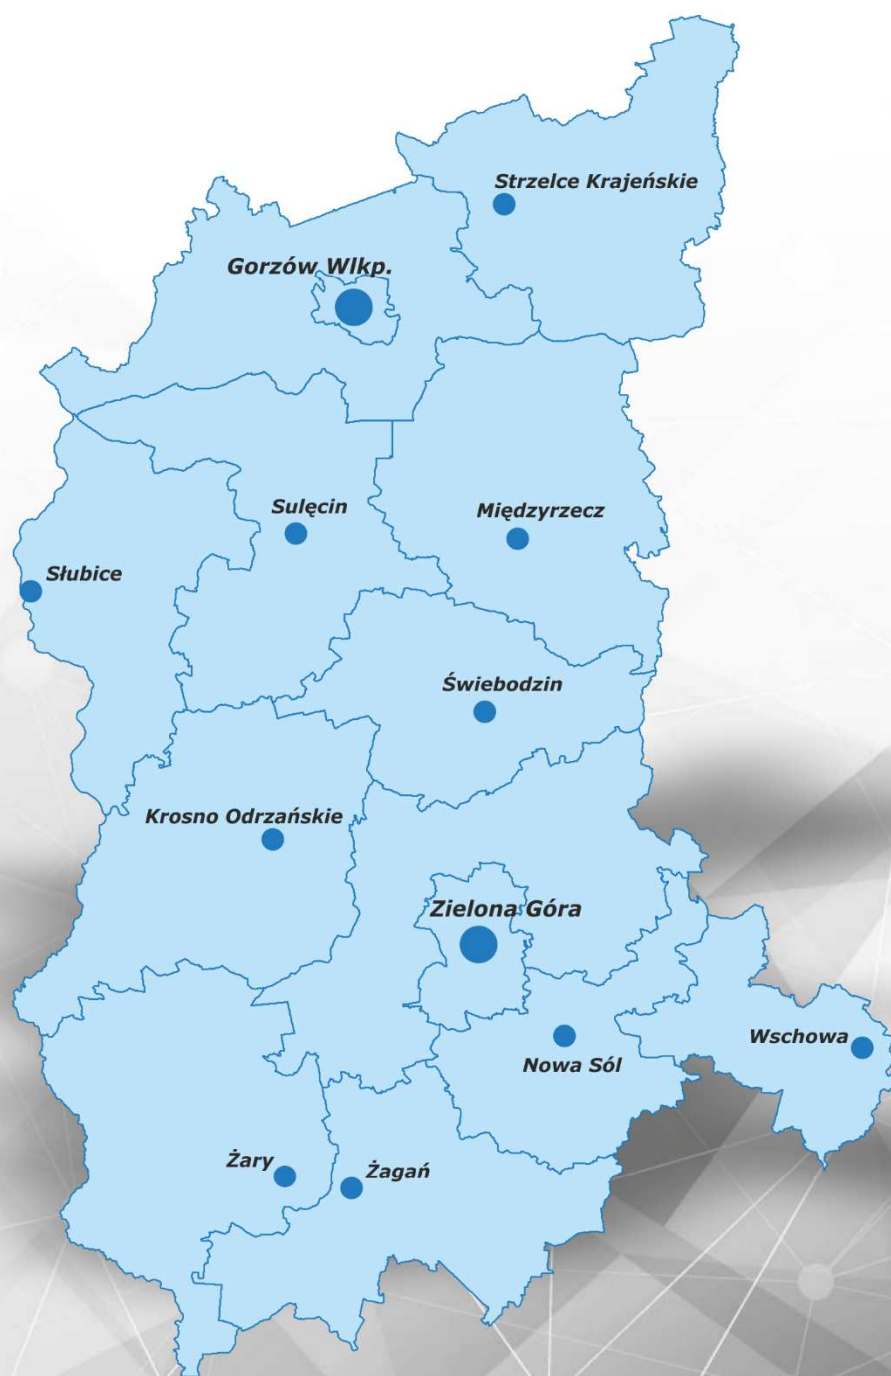 Strzelce Krajeńskie
Gorzów Wlkp.
Sulęcin
Międzyrzecz
Słubice
Świebodzin
Krosno Odrzańskie
Zielona Góra
Wschowa
Nowa Sól
Żary
Żagań